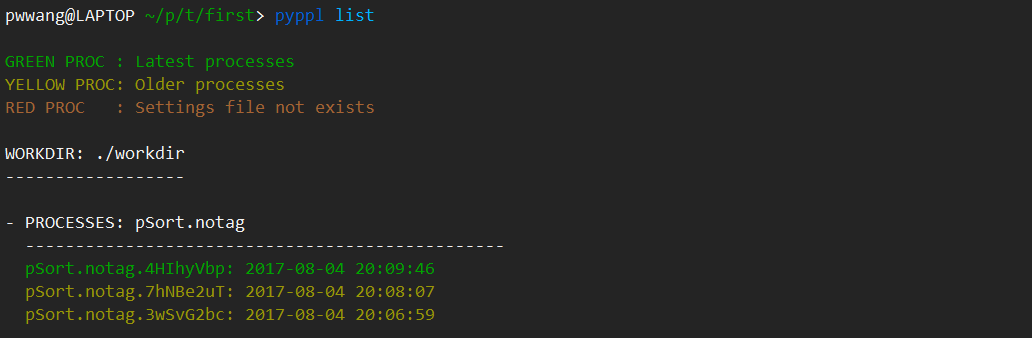 pwwang@LAPTOP ~/p/t/first> pyppl list
GREEN PROC : Latest processes
YELLOW PROC: Older processes
RED PROC   : Settings file not exists
WORKDIR: ./workdir
------------------
- PROCESSES: pSort.notag
  ------------------------------------------------
  pSort.notag.4HIhyVbp: 2017-08-04 20:09:46
  pSort.notag.7hNBe2uT: 2017-08-04 20:08:07
  pSort.notag.3wSvG2bc: 2017-08-04 20:06:59